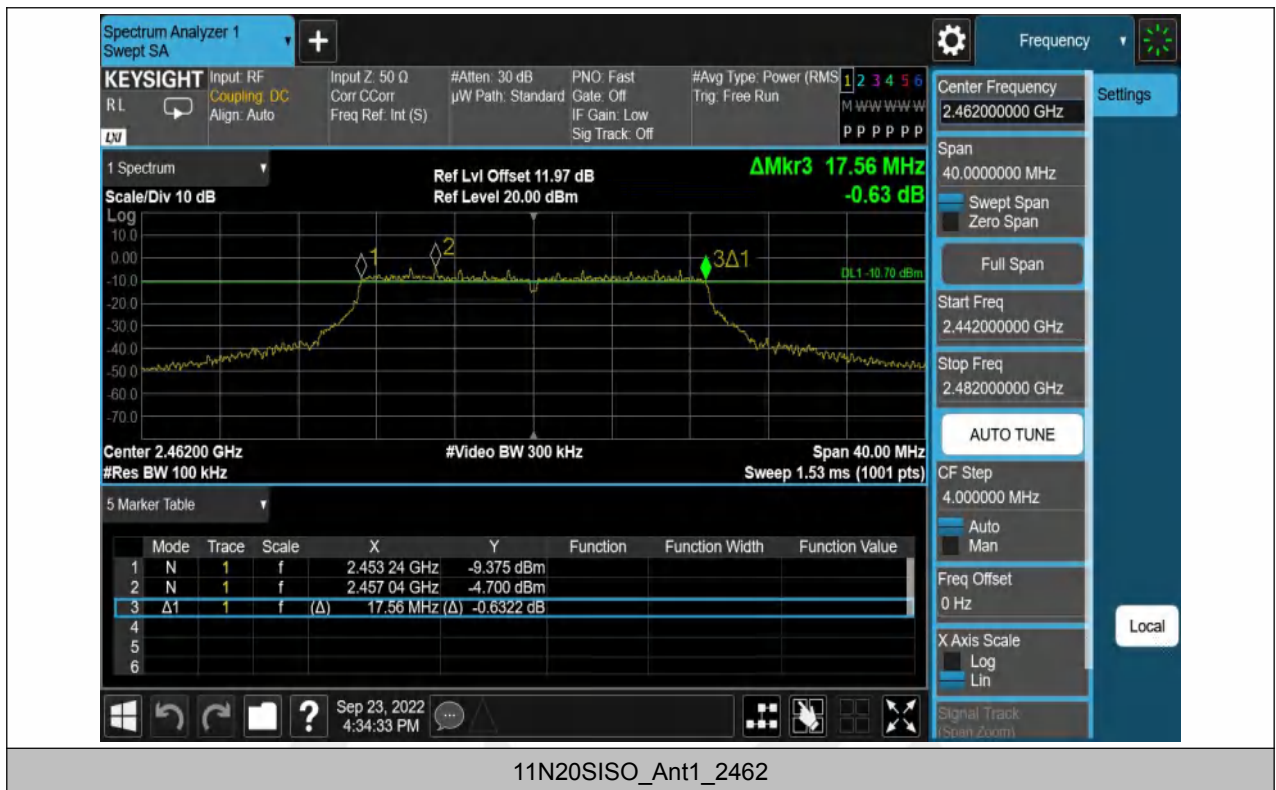 Spectrum Analyzer 1
Swept SA
Frequency
KEYSIGHT
R L
LXI
Input: RF
Coupling: DC
Align: Auto
Input Z: 50 Ω
Corr CCorr
Freq Ref: Int (S)
#Atten: 30 dB
µW Path: Standard
PNO: Fast
Gate: Off
IF Gain: Low
Sig Track: Off
#Avg Type: Power (RMS
Trig: Free Run
1 2 3 4 5 6
M W W W W W
P P P P P P
1 Spectrum
Scale/Div 10 dB
Ref Lvl Offset 11.97 dB
Ref Level 20.00 dBm
ΔMkr3 17.56 MHz
-0.63 dB
Log
10.0
0.00
-10.0
-20.0
-30.0
-40.0
-50.0
-60.0
-70.0
1
2
3Δ1
DL1 -10.70 dBm
Center 2.46200 GHz
#Res BW 100 kHz
#Video BW 300 kHz
Span 40.00 MHz
Sweep 1.53 ms (1001 pts)
5 Marker Table
Mode Trace Scale X Y Function Function Width Function Value
1 N 1 f 2.453 24 GHz -9.375 dBm
2 N 1 f 2.457 04 GHz -4.700 dBm
3 Δ1 1 f (Δ) 17.56 MHz (Δ) -0.6322 dB
4
5
6
Sep 23, 2022
4:34:33 PM
Center Frequency
2.462000000 GHz
Settings
Span
40.0000000 MHz
Swept Span
Zero Span
Full Span
Start Freq
2.442000000 GHz
Stop Freq
2.482000000 GHz
AUTO TUNE
CF Step
4.000000 MHz
Auto
Man
Freq Offset
0 Hz
X Axis Scale
Log
Lin
Signal Track
(Span Zoom)
Local
11N20SISO_Ant1_2462